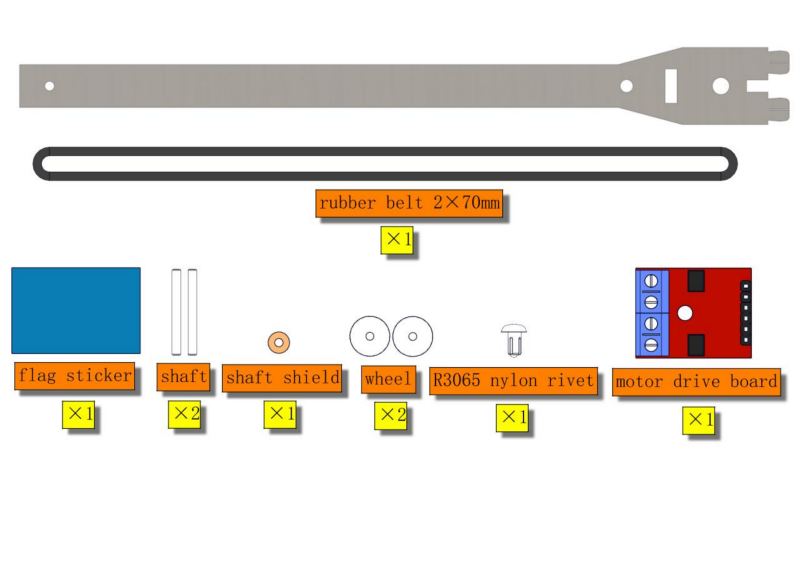 rubber belt 2×70mm
×1
flag sticker
shaft
shaft shield
wheel
R3065 nylon rivet
motor drive board
×1
×2
×1
×2
×1
×1